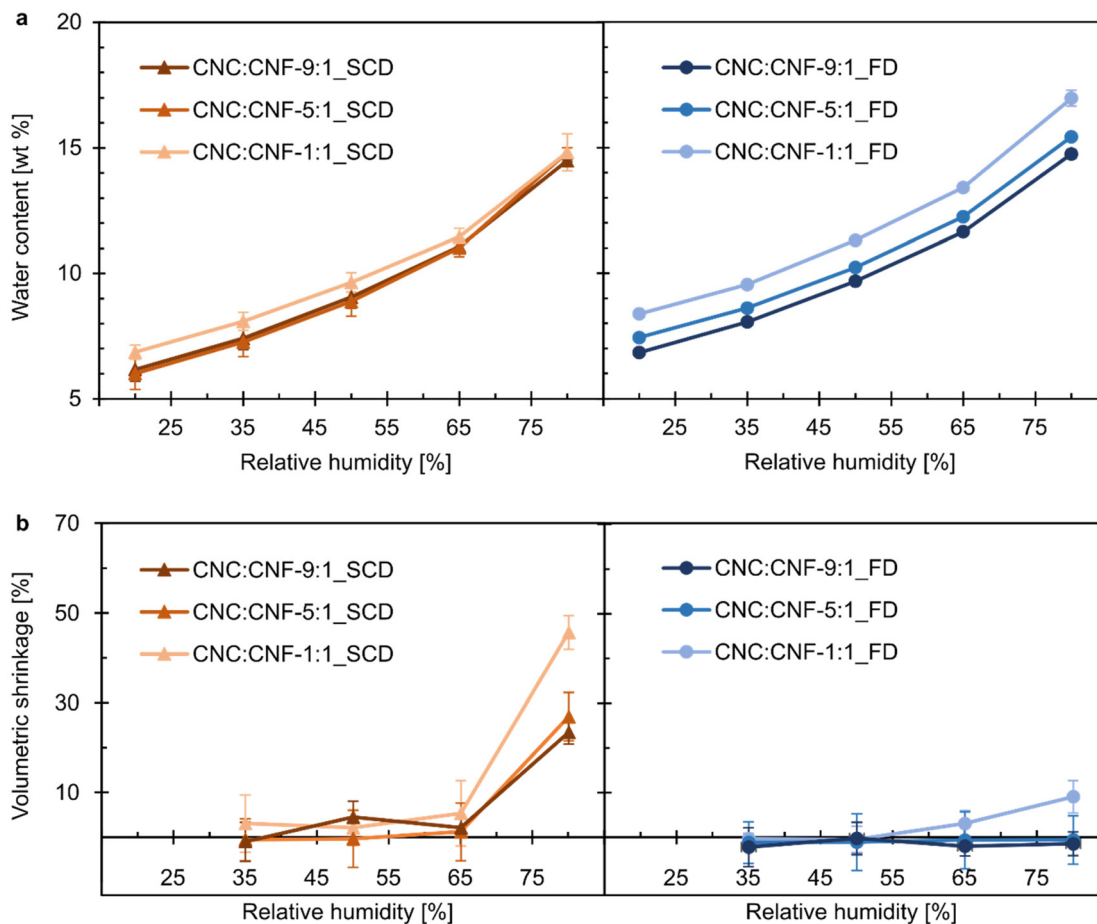 a
20
15
10
5
Water content [wt %]
CNC:CNF-9:1_SCD
CNC:CNF-5:1_SCD
CNC:CNF-1:1_SCD
25 35 45 55 65 75
Relative humidity [%]
CNC:CNF-9:1_FD
CNC:CNF-5:1_FD
CNC:CNF-1:1_FD
25 35 45 55 65 75
Relative humidity [%]
b
70
50
30
10
Volumetric shrinkage [%]
CNC:CNF-9:1_SCD
CNC:CNF-5:1_SCD
CNC:CNF-1:1_SCD
25 35 45 55 65 75
Relative humidity [%]
CNC:CNF-9:1_FD
CNC:CNF-5:1_FD
CNC:CNF-1:1_FD
25 35 45 55 65 75
Relative humidity [%]